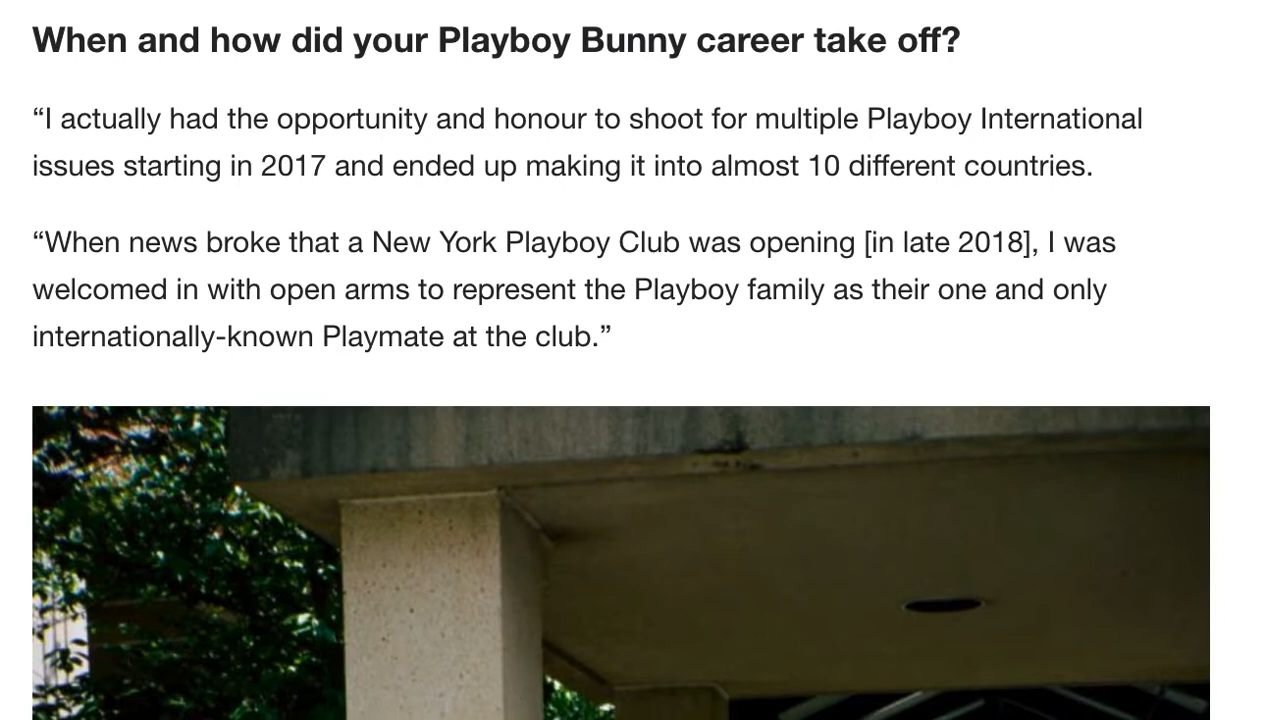 When and how did your Playboy Bunny career take off?
“I actually had the opportunity and honour to shoot for multiple Playboy International
issues starting in 2017 and ended up making it into almost 10 different countries.
“When news broke that a New York Playboy Club was opening [in late 2018], I was
welcomed in with open arms to represent the Playboy family as their one and only
internationally-known Playmate at the club.”